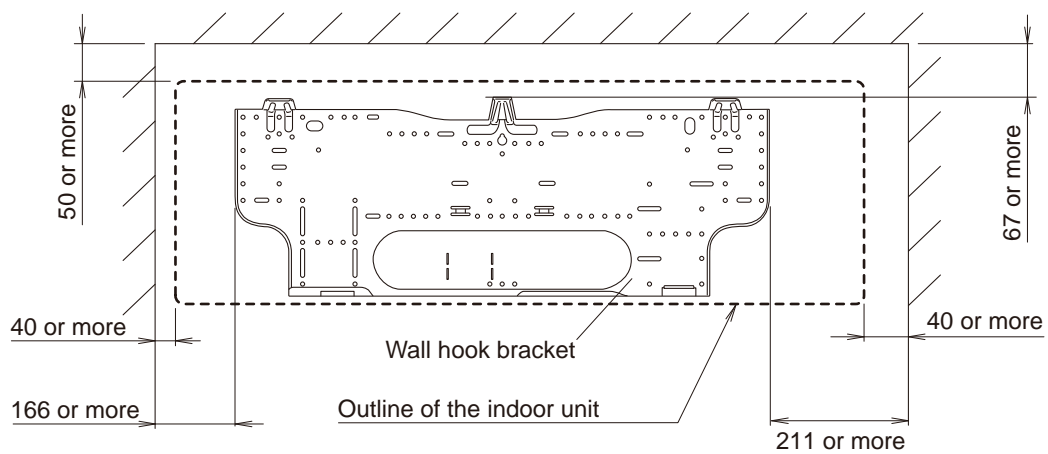 50 or more
67 or more
40 or more
40 or more
Wall hook bracket
166 or more
Outline of the indoor unit
211 or more